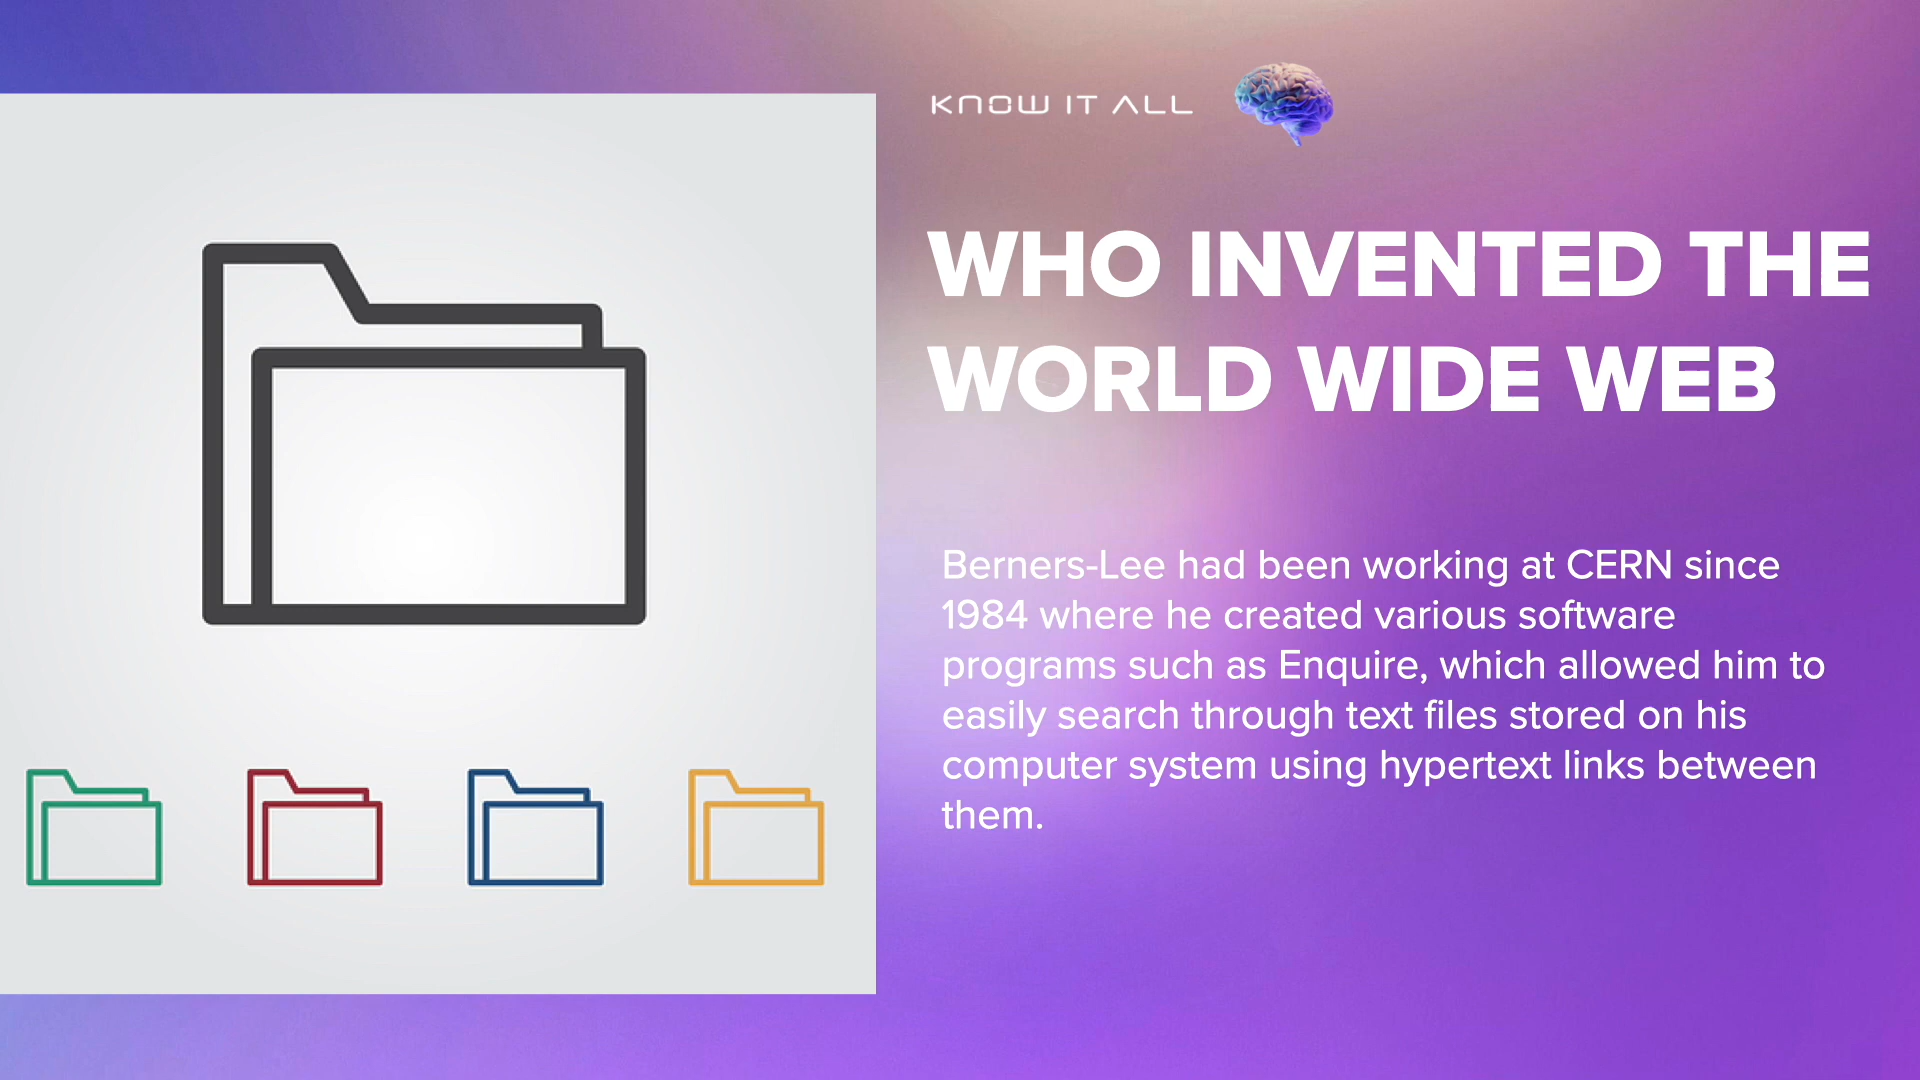 KNOW IT ALL
WHO INVENTED THE
WORLD WIDE WEB
Berners-Lee had been working at CERN since
1984 where he created various software
programs such as Enquire, which allowed him to
easily search through text files stored on his
computer system using hypertext links between
them.